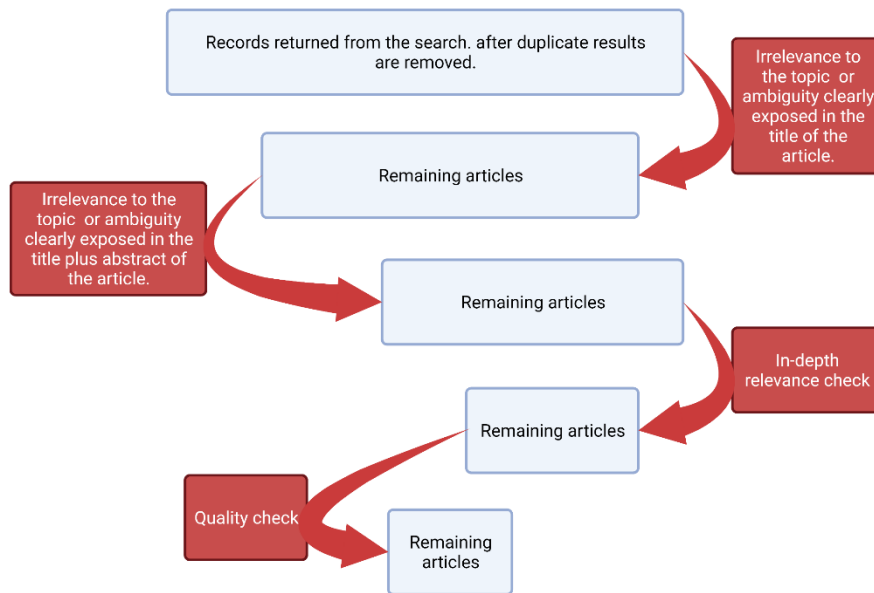 Records returned from the search. after duplicate results
are removed.
Irrelevance to
the topic or
ambiguity clearly
exposed in the
title of the
article.
Remaining articles
Irrelevance to the
topic or ambiguity
clearly exposed in the
title plus abstract of
the article.
Remaining articles
In-depth
relevance check
Remaining articles
Quality check
Remaining
articles